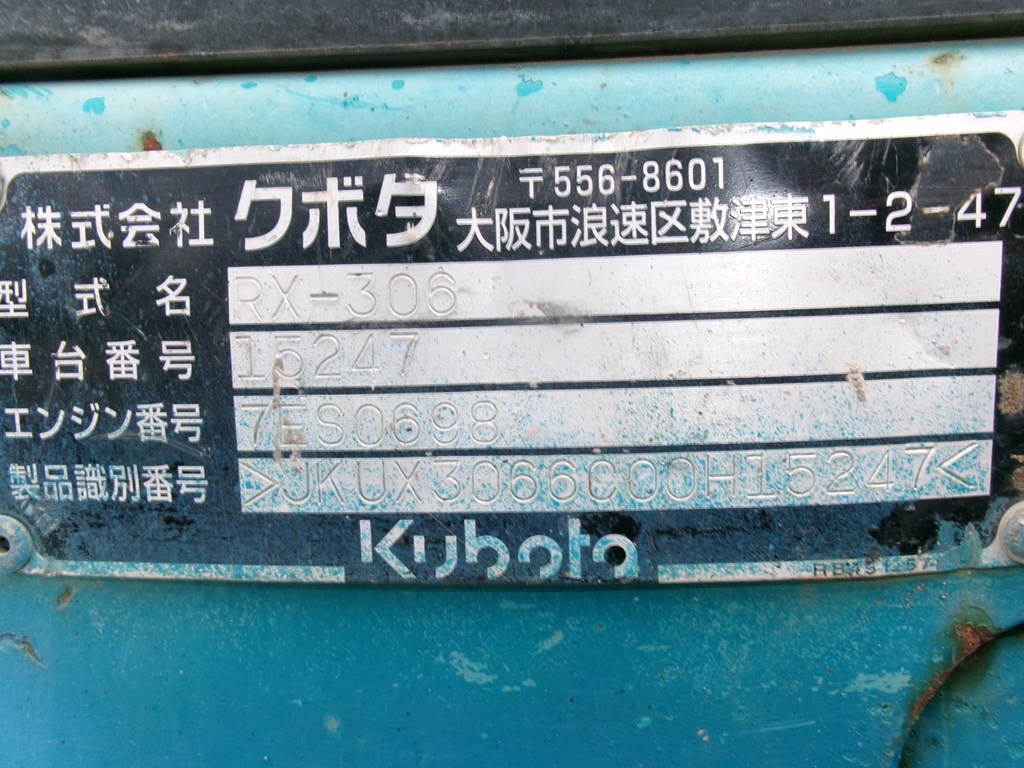 株式会社 クボタ 〒556-8601
大阪市浪速区敷津東1-2-47
型式名 RX-306
車台番号 15247
エンジン番号 7ES0698
製品識別番号 >JKUX3066C00H15247<
Kubota